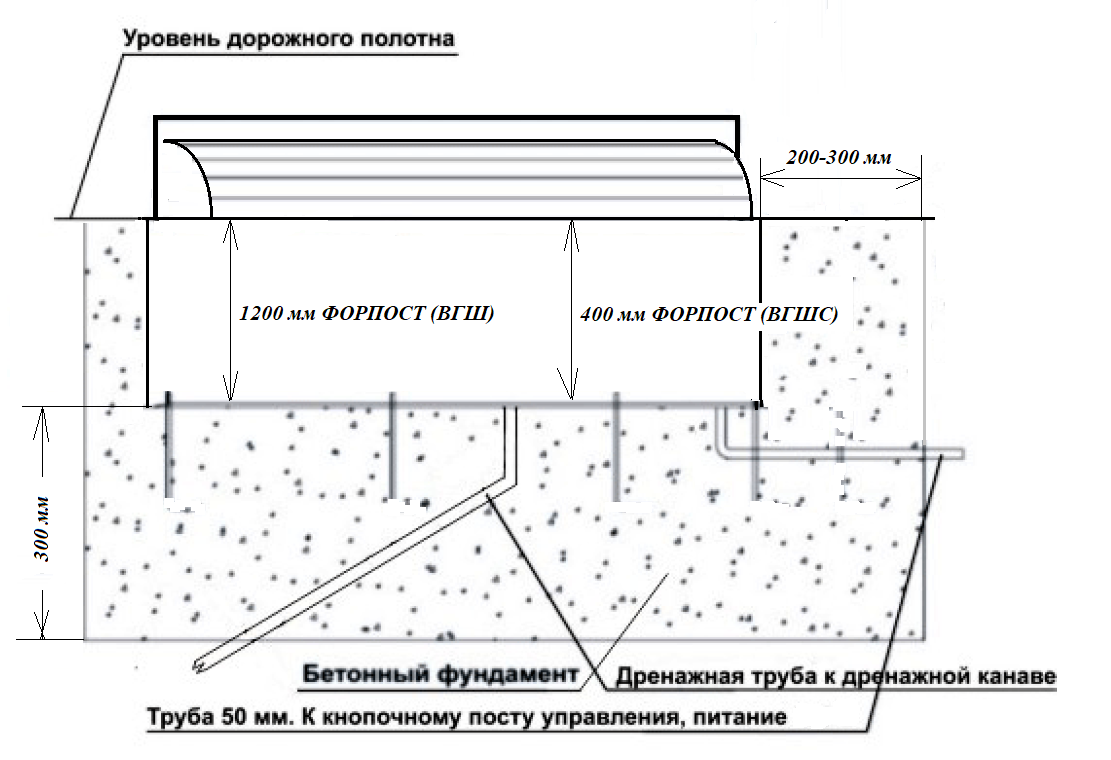 Уровень дорожного полотна
200-300 мм
1200 мм ФОРПОСТ (ВГШ)
400 мм ФОРПОСТ (ВГШС)
300 мм
Бетонный фундамент
Дренажная труба к дренажной канаве
Труба 50 мм. К кнопочному посту управления, питание